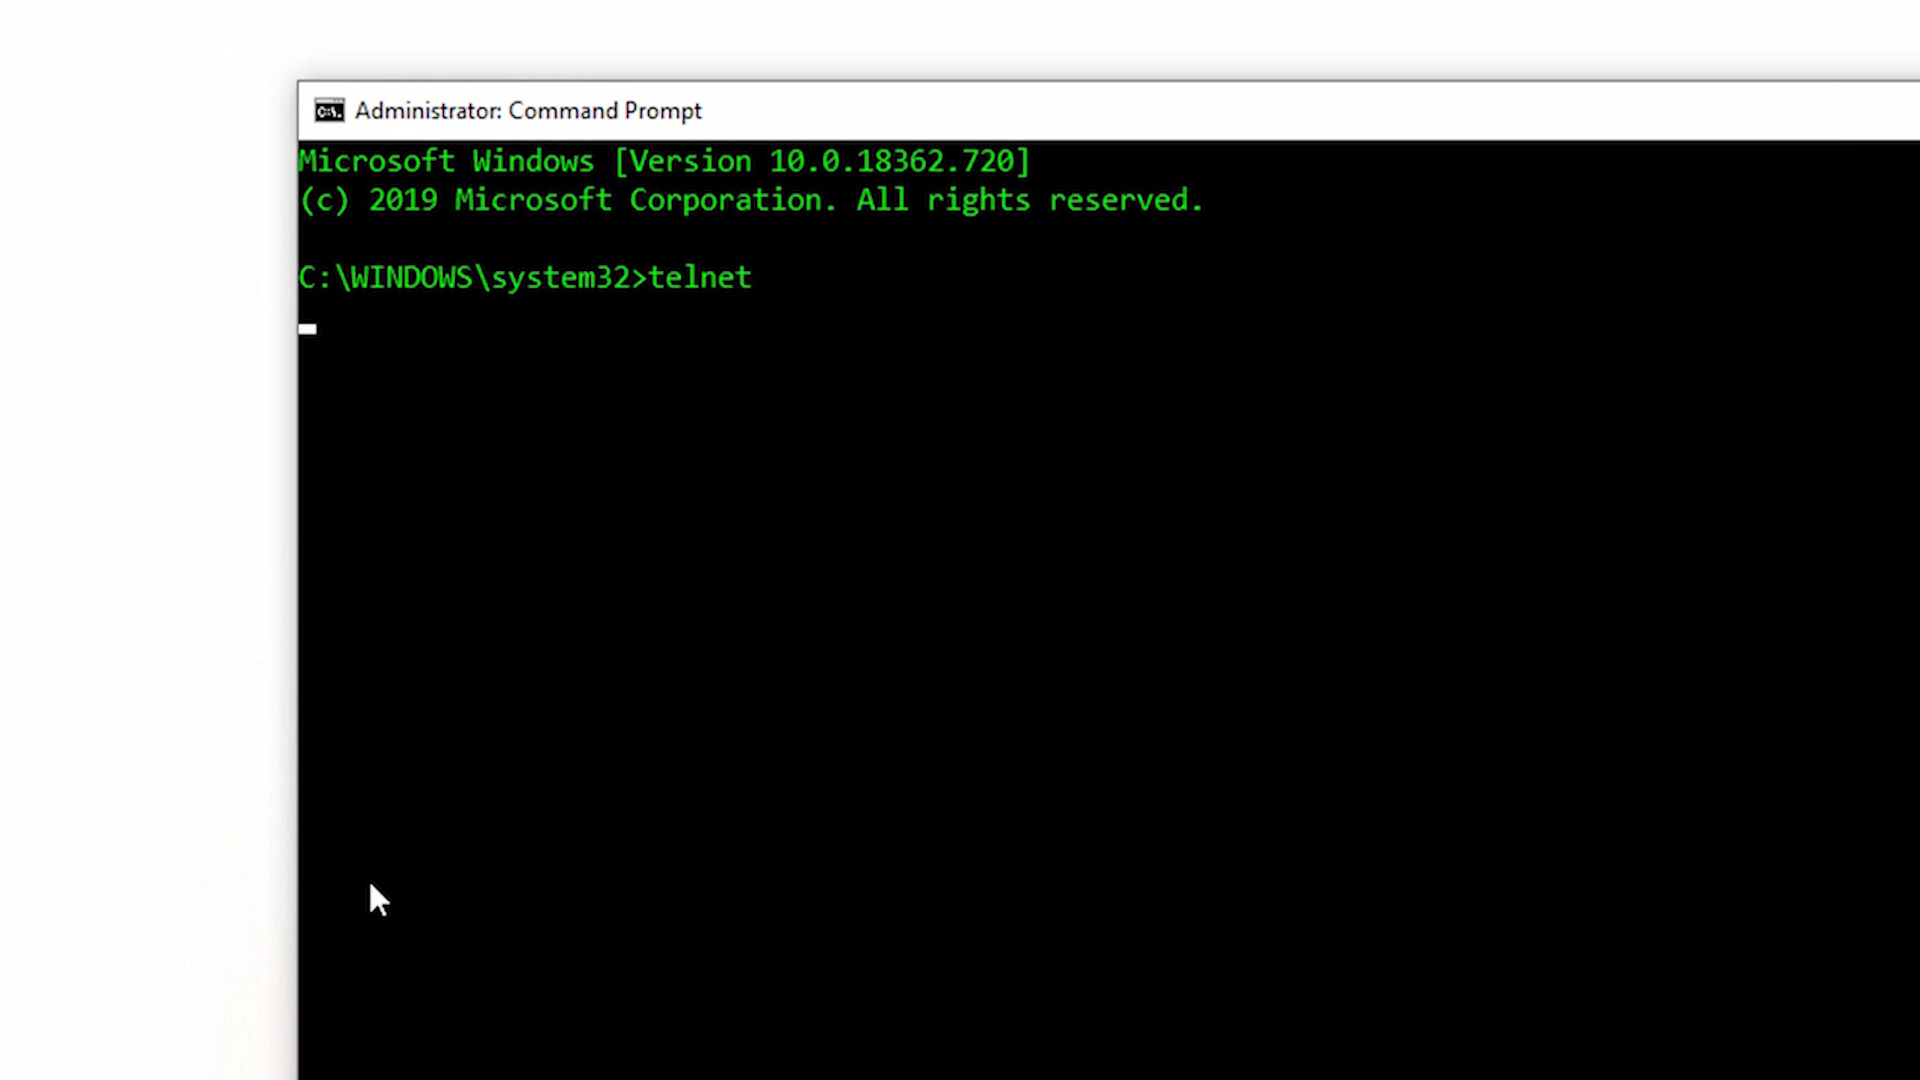 Administrator: Command Prompt
Microsoft Windows [Version 10.0.18362.720]
(c) 2019 Microsoft Corporation. All rights reserved.
C:\WINDOWS\system32>telnet